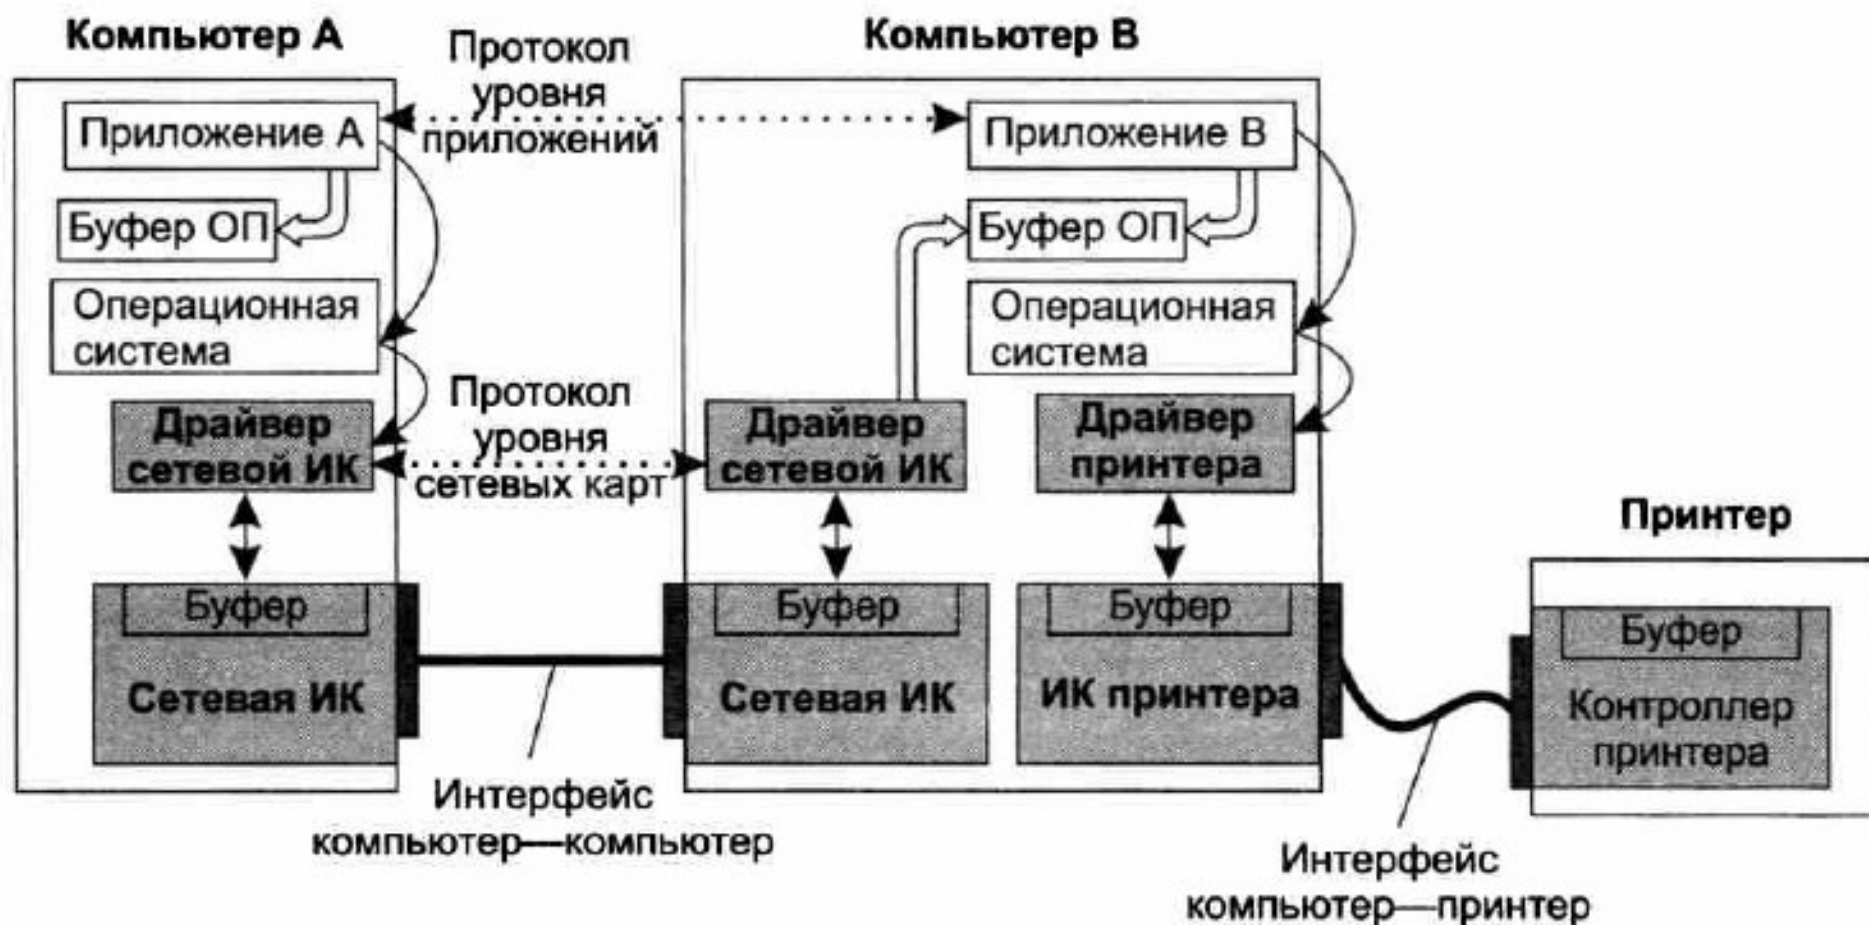 Компьютер А
Протокол
уровня
приложений
Компьютер В
Приложение А
Буфер ОП
Операционная
система
Драйвер
сетевой ИК
Буфер
Сетевая ИК
Протокол
уровня
сетевых карт
Интерфейс
компьютер—компьютер
Приложение В
Буфер ОП
Операционная
система
Драйвер
сетевой ИК
Драйвер
принтера
Буфер
Сетевая ИК
Буфер
ИК принтера
Принтер
Буфер
Контроллер
принтера
Интерфейс
компьютер—принтер